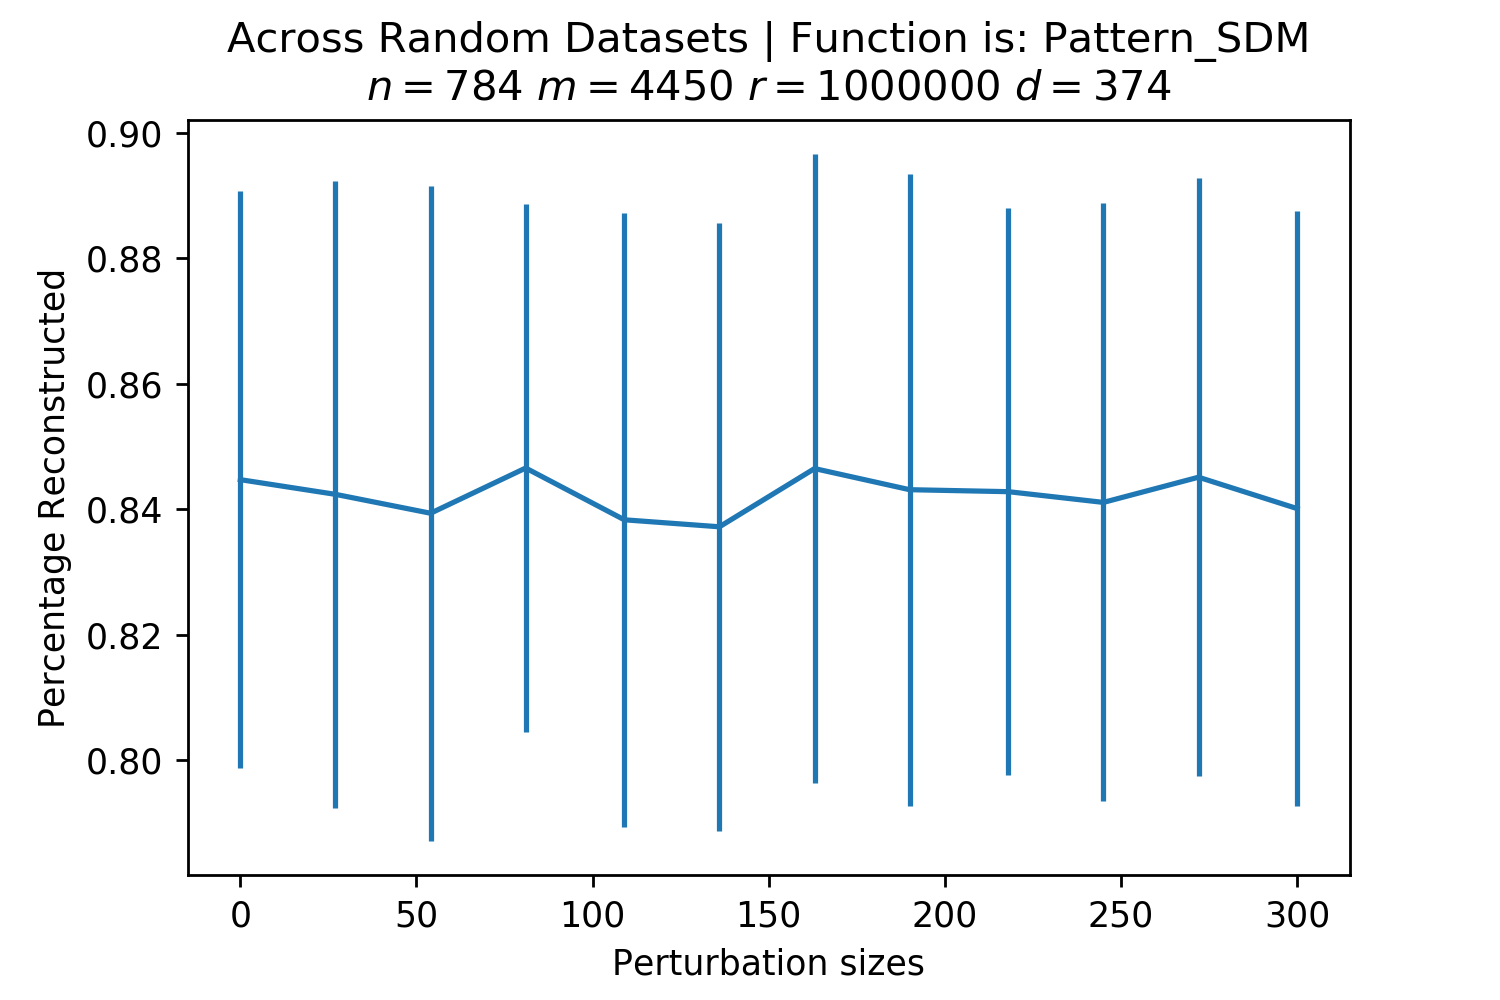 Across Random Datasets | Function is: Pattern_SDM
n = 784 m = 4450 r = 1000000 d = 374
0.90
0.88
0.86
0.84
0.82
0.80
Percentage Reconstructed
0 50 100 150 200 250 300
Perturbation sizes